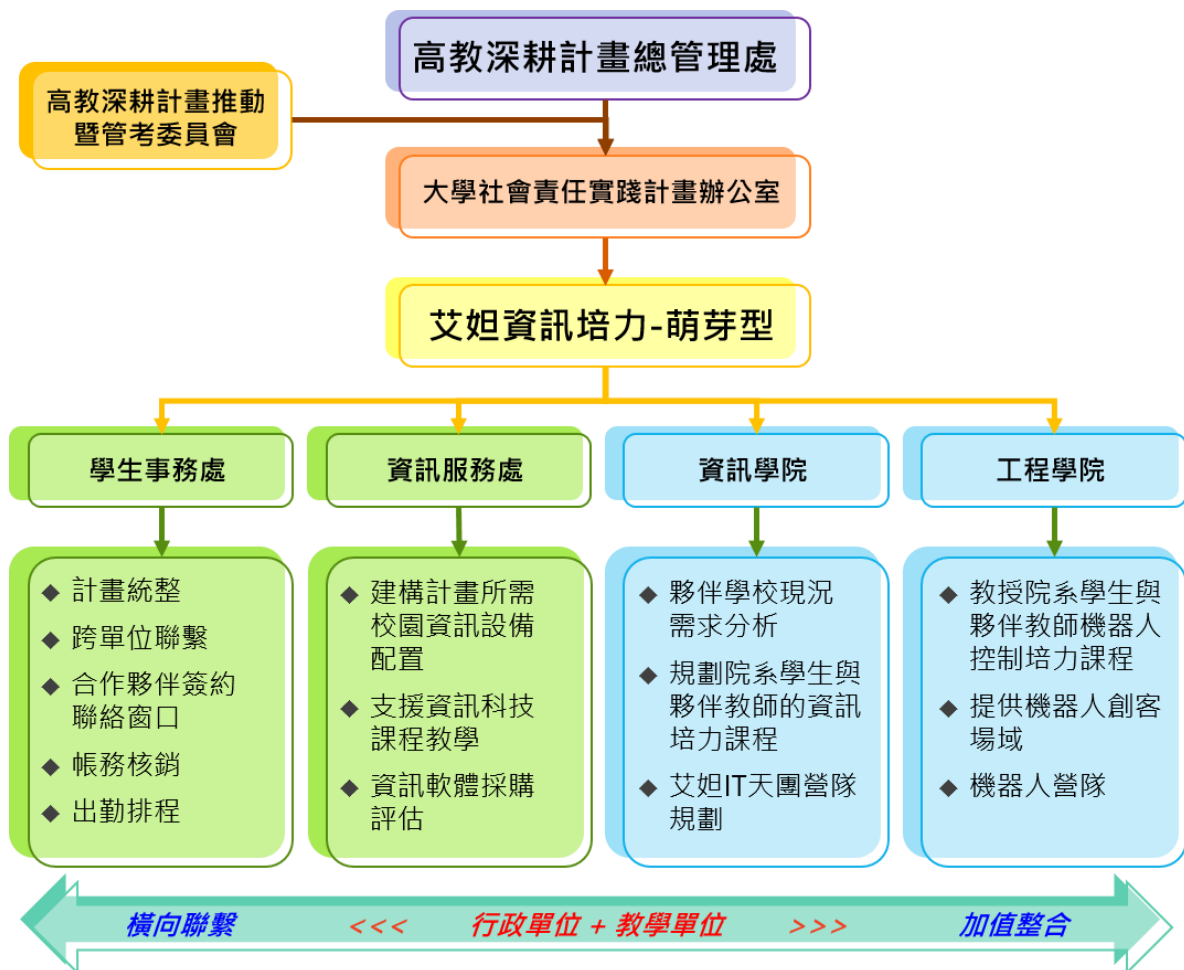 高教深耕計畫總管理處
高教深耕計畫推動
暨管考委員會
大學社會責任實踐計畫辦公室
艾妲資訊培力-萌芽型
學生事務處
資訊服務處
資訊學院
工程學院
◆ 計畫統整
◆ 跨單位聯繫
◆ 合作夥伴簽約
聯絡窗口
◆ 帳務核銷
◆ 出勤排程
◆ 建構計畫所需
校園資訊設備
配置
◆ 支援資訊科技
課程教學
◆ 資訊軟體採購
評估
◆ 夥伴學校現況
需求分析
◆ 規劃院系學生與
夥伴教師的資訊
培力課程
◆ 艾妲IT天團營隊
規劃
◆ 教授院系學生與
夥伴教師機器人
控制培力課程
◆ 提供機器人創客
場域
◆ 機器人營隊
橫向聯繫 <<< 行政單位 + 教學單位 >>> 加值整合